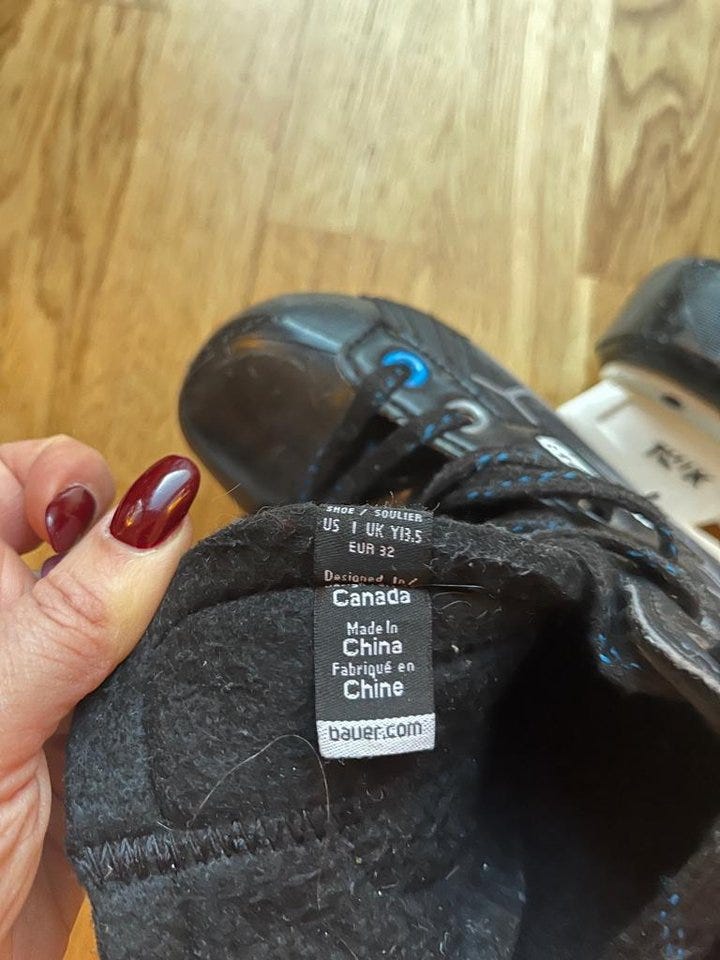 SHOE / SOULIER
US 1 UK Y13.5
EUR 32
Designed In/
Canada
Made In
China
Fabriqué en
Chine
bauer.com